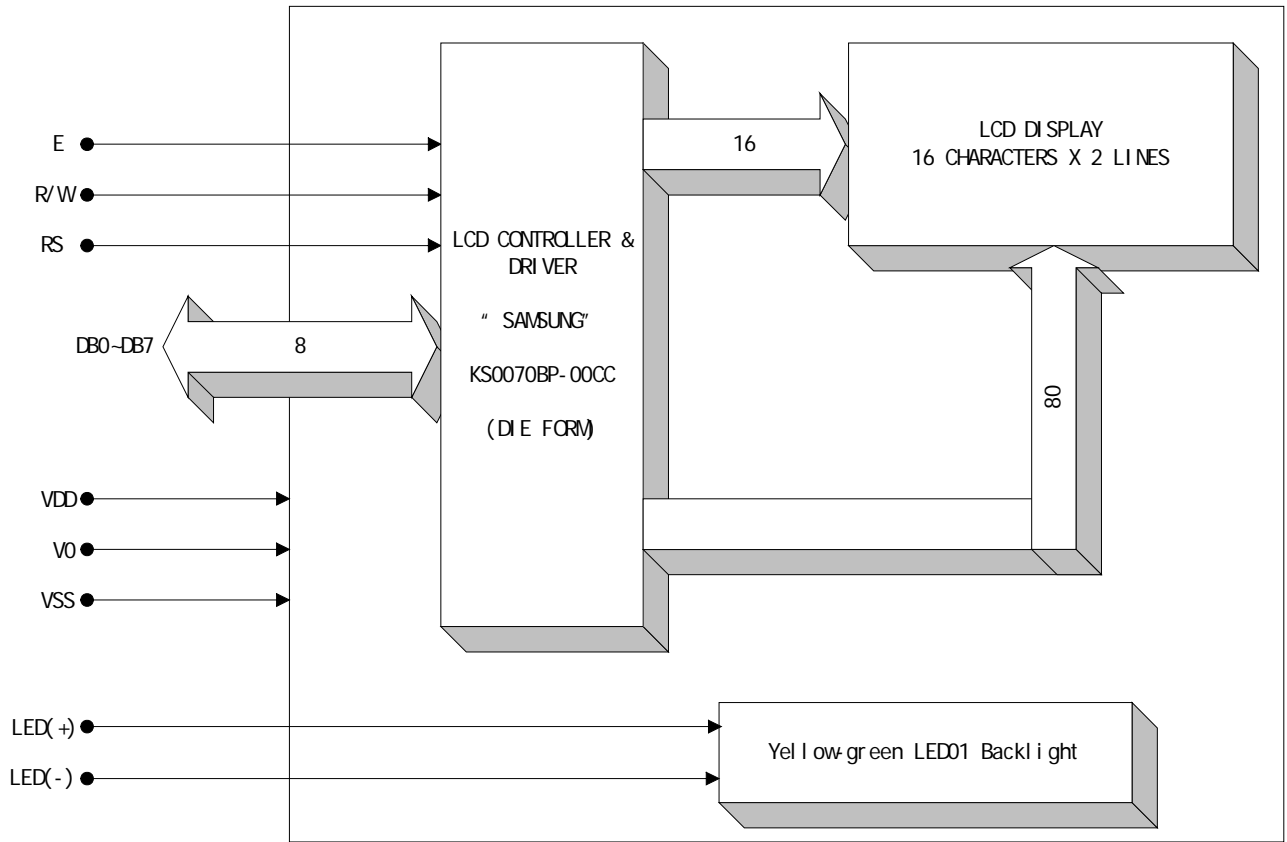 E
R/W
RS
DB0~DB7
8
VDD
V0
VSS
LED(+)
LED(-)
LCD CONTROLLER &
DRIVER
“ SAMSUNG”
KS0070BP-00CC
(DIE FORM)
16
LCD DISPLAY
16 CHARACTERS X 2 LINES
80
Yellow-green LED01 Backlight